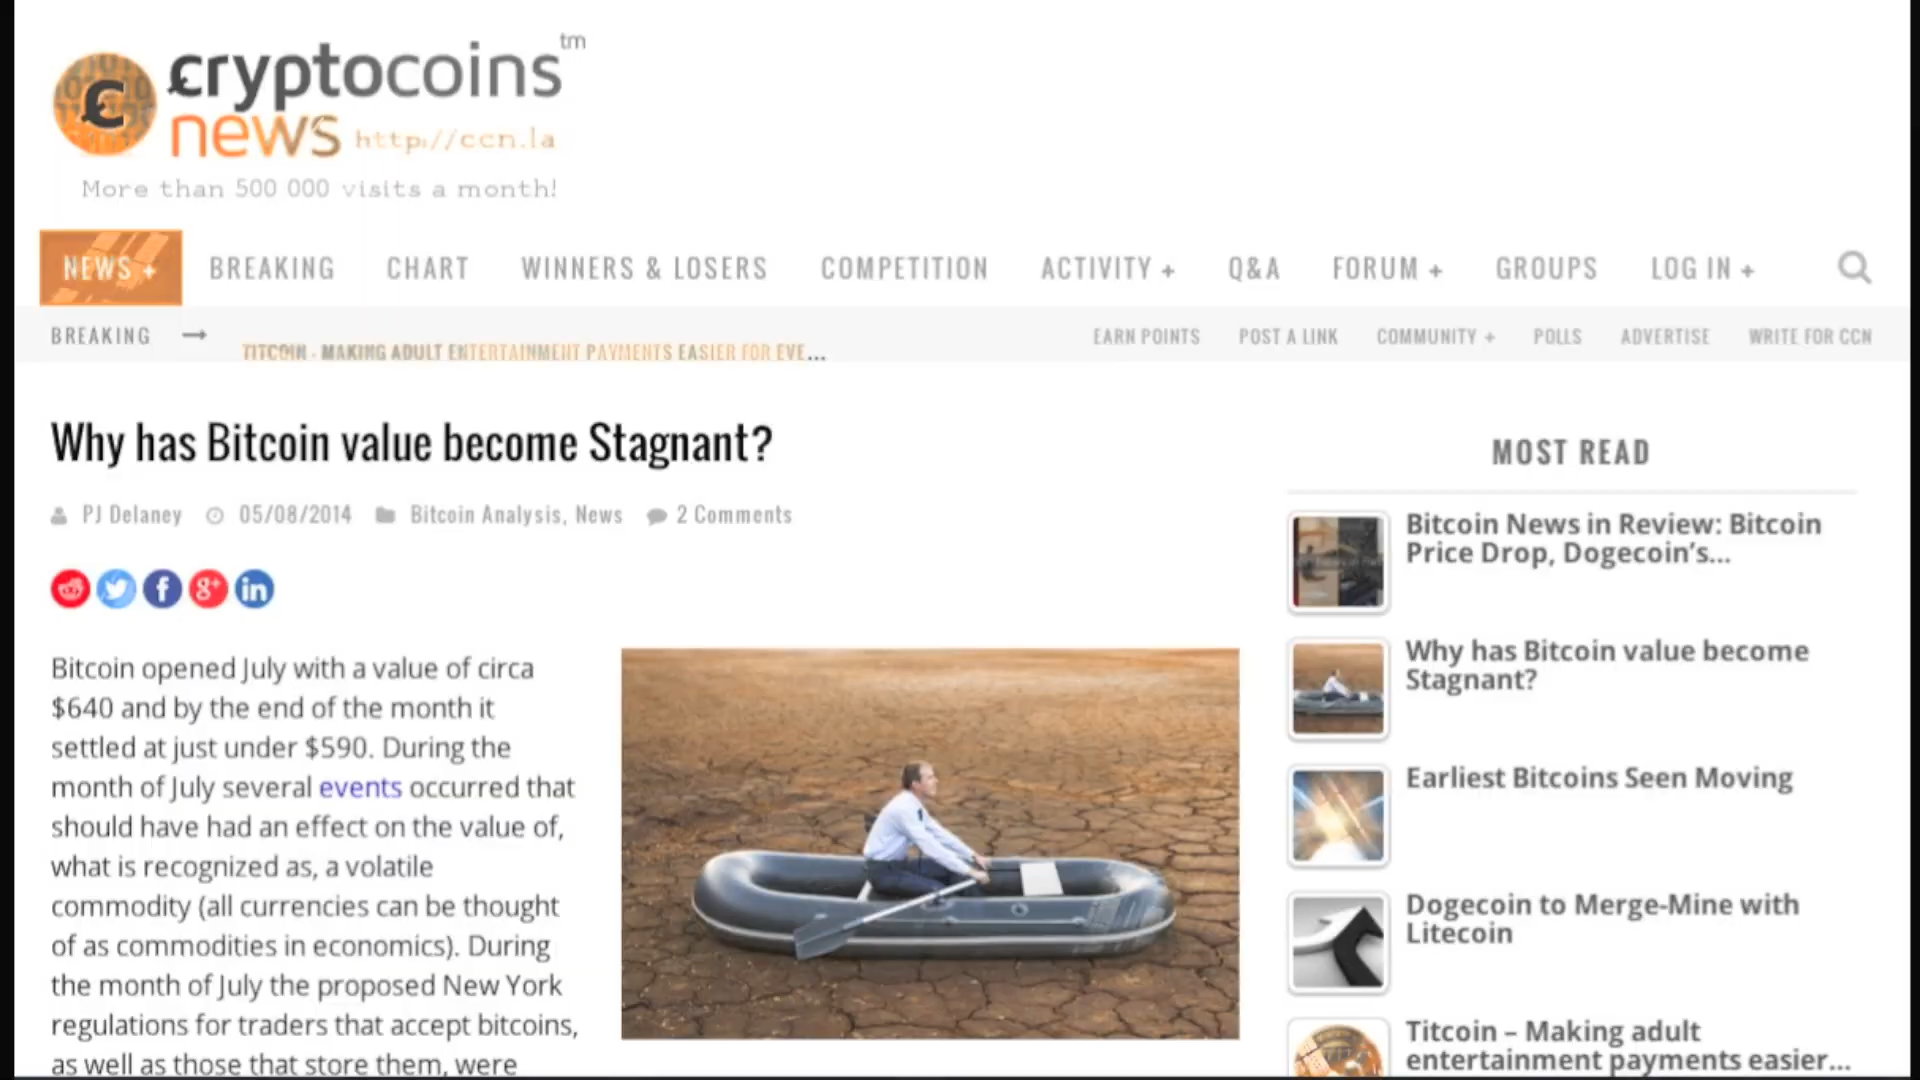 cryptocoins tm
news http://ccn.la
More than 500 000 visits a month!
NEWS + BREAKING CHART WINNERS & LOSERS COMPETITION ACTIVITY + Q&A FORUM + GROUPS LOG IN +
BREAKING → TITCOIN - MAKING ADULT ENTERTAINMENT PAYMENTS EASIER FOR EVE... EARN POINTS POST A LINK COMMUNITY + POLLS ADVERTISE WRITE FOR CCN
Why has Bitcoin value become Stagnant?
PJ Delaney 05/08/2014 Bitcoin Analysis, News 2 Comments
Bitcoin opened July with a value of circa
$640 and by the end of the month it
settled at just under $590. During the
month of July several events occurred that
should have had an effect on the value of,
what is recognized as, a volatile
commodity (all currencies can be thought
of as commodities in economics). During
the month of July the proposed New York
regulations for traders that accept bitcoins,
as well as those that store them, were
MOST READ
Bitcoin News in Review: Bitcoin
Price Drop, Dogecoin's...
Why has Bitcoin value become
Stagnant?
Earliest Bitcoins Seen Moving
Dogecoin to Merge-Mine with
Litecoin
Titcoin – Making adult
entertainment payments easier...